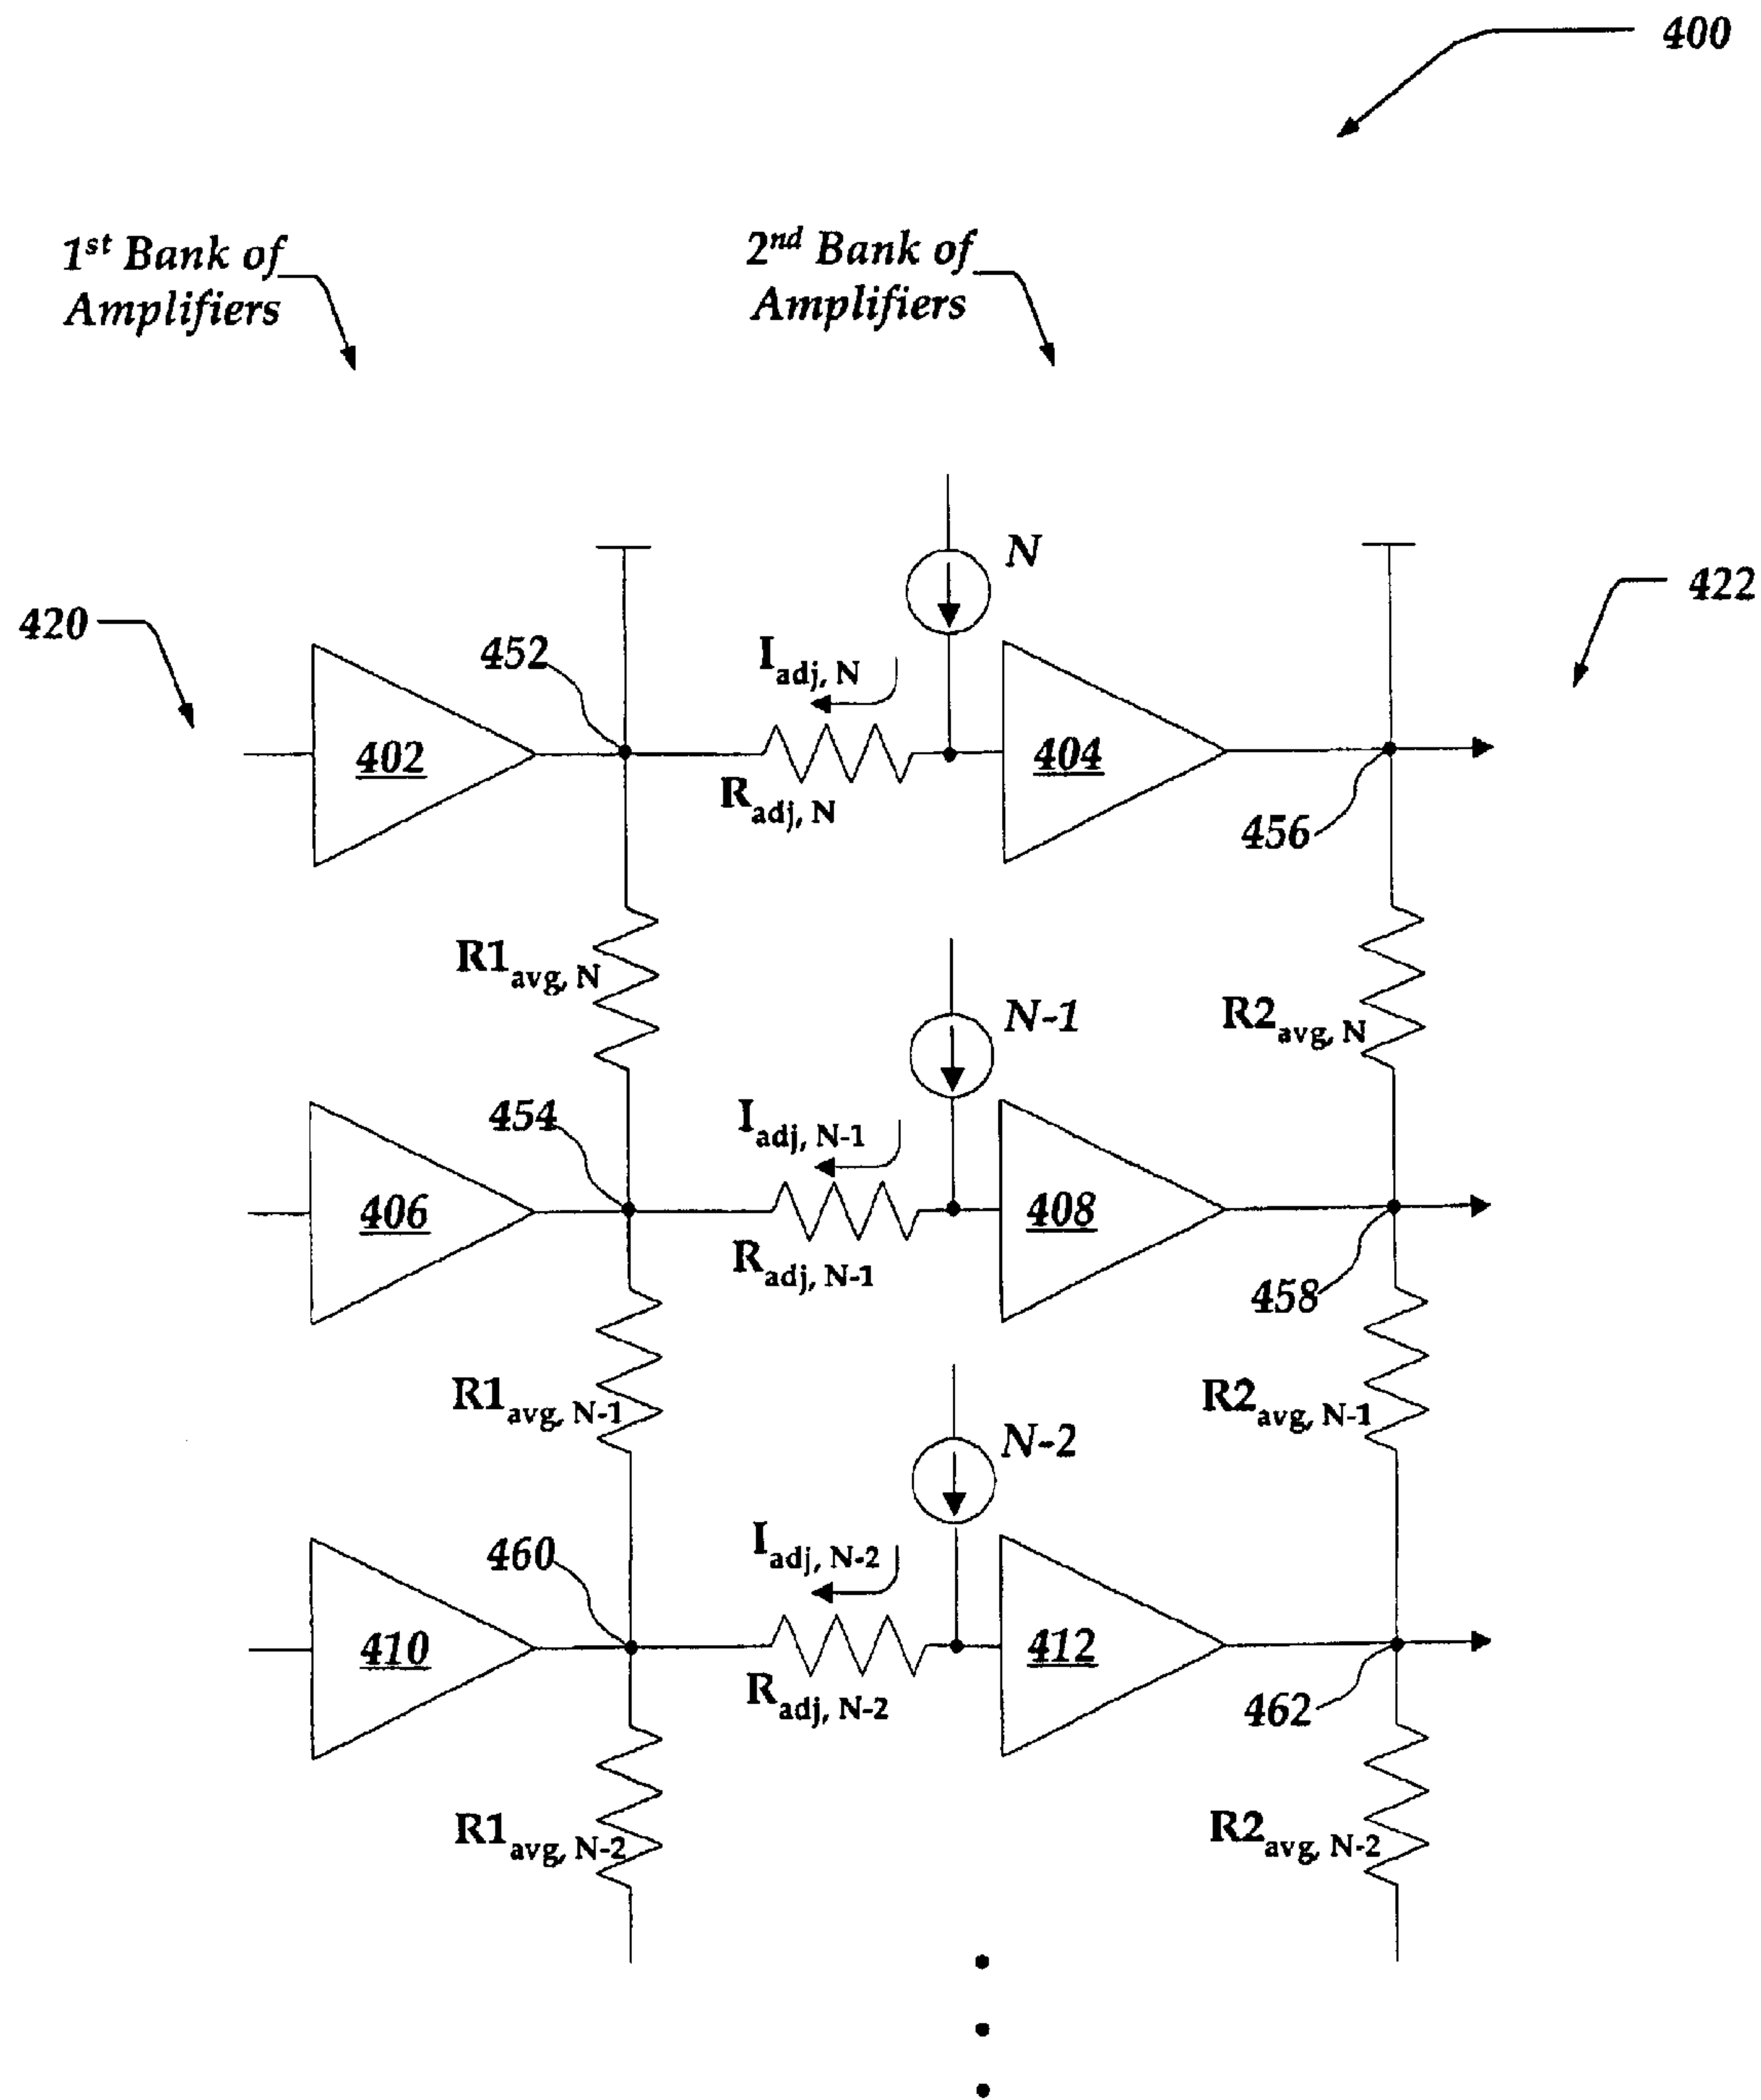 400
1st Bank of
Amplifiers
2nd Bank of
Amplifiers
N
420
422
452
Iadj, N
402
404
Radj, N
456
R1avg, N
N-1
R2avg, N
454
Iadj, N-1
406
408
Radj, N-1
458
R1avg, N-1
R2avg, N-1
N-2
460
Iadj, N-2
410
412
Radj, N-2
462
R1avg, N-2
R2avg, N-2